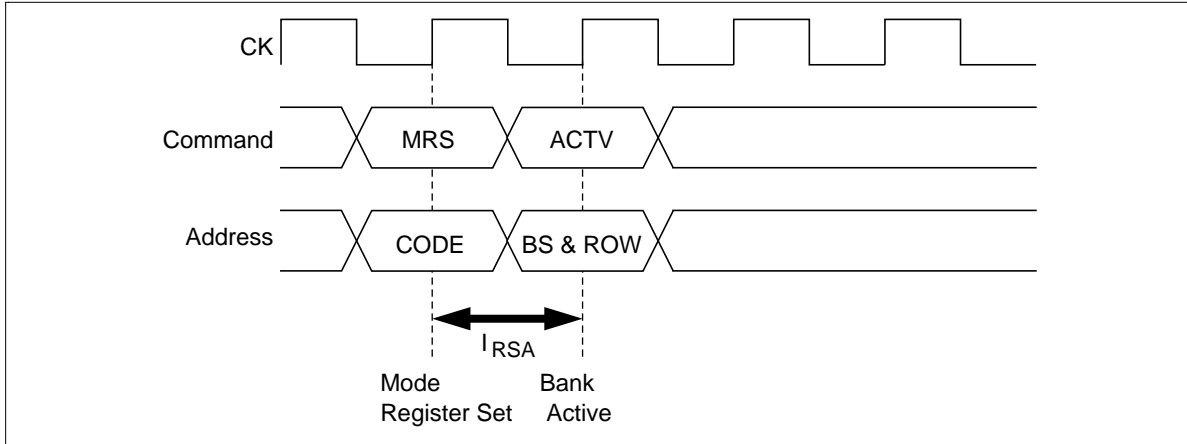 CK
Command
MRS
ACTV
Address
CODE
BS & ROW
l RSA
Mode
Register Set
Bank
Active